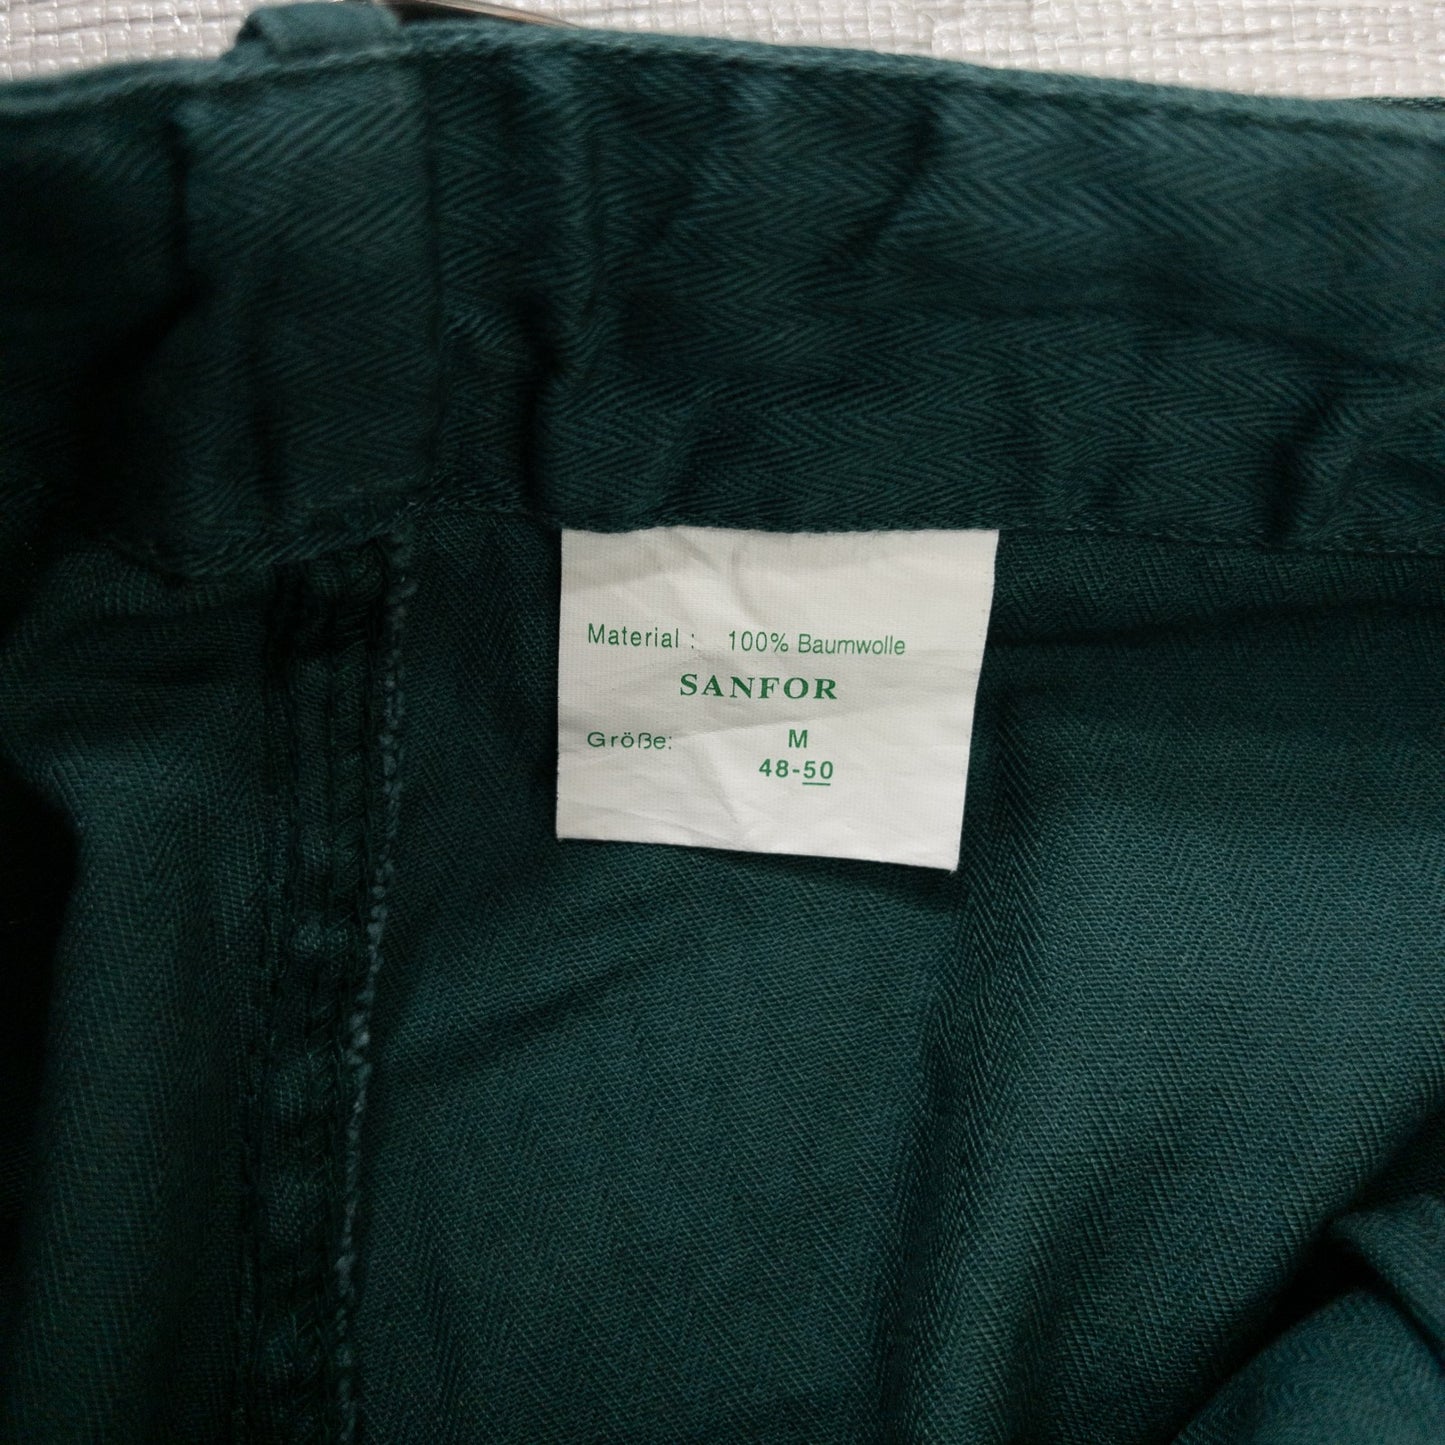 Material : 100% Baumwolle
SANFOR
Größe: M
48-50